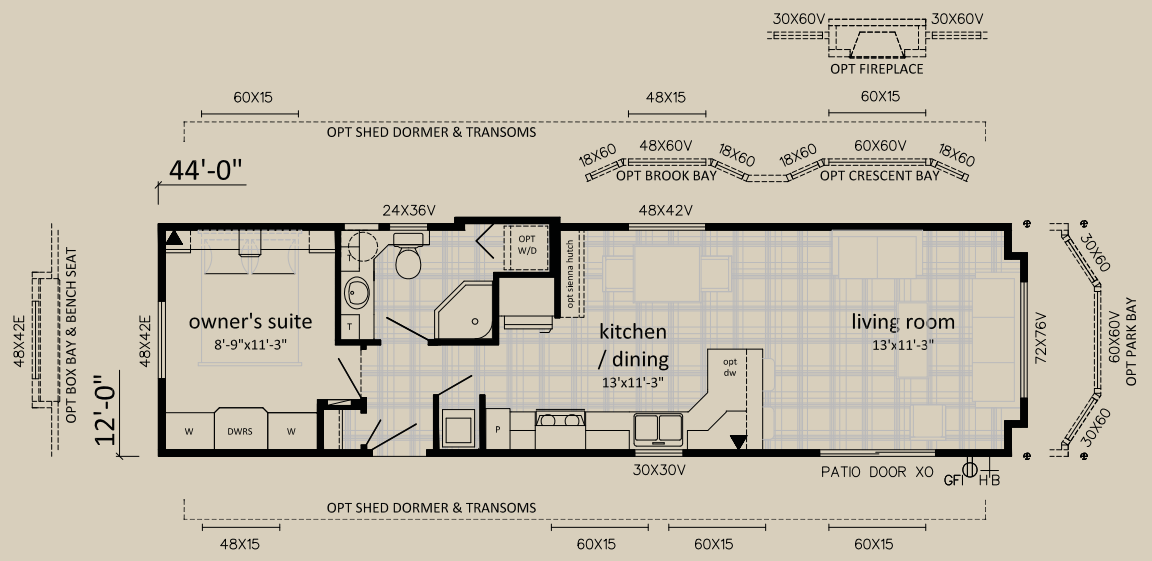 30X60V
30X60V
OPT FIREPLACE
60X15
48X15
60X15
OPT SHED DORMER & TRANSOMS
18X60
48X60V
18X60
18X60
60X60V
18X60
OPT BROOK BAY
OPT CRESCENT BAY
44'-0"
24X36V
48X42V
OPT
W/D
opt sienna hutch
T
T
48X42E
OPT BOX BAY & BENCH SEAT
48X42E
owner's suite
8'-9"x11'-3"
kitchen
/ dining
13'x11'-3"
living room
13'x11'-3"
opt
dw
72X76V
30X60
60X60V
OPT PARK BAY
30X60
12'-0"
W
DWRS
W
P
30X30V
PATIO DOOR XO
GFI
HB
OPT SHED DORMER & TRANSOMS
48X15
60X15
60X15
60X15